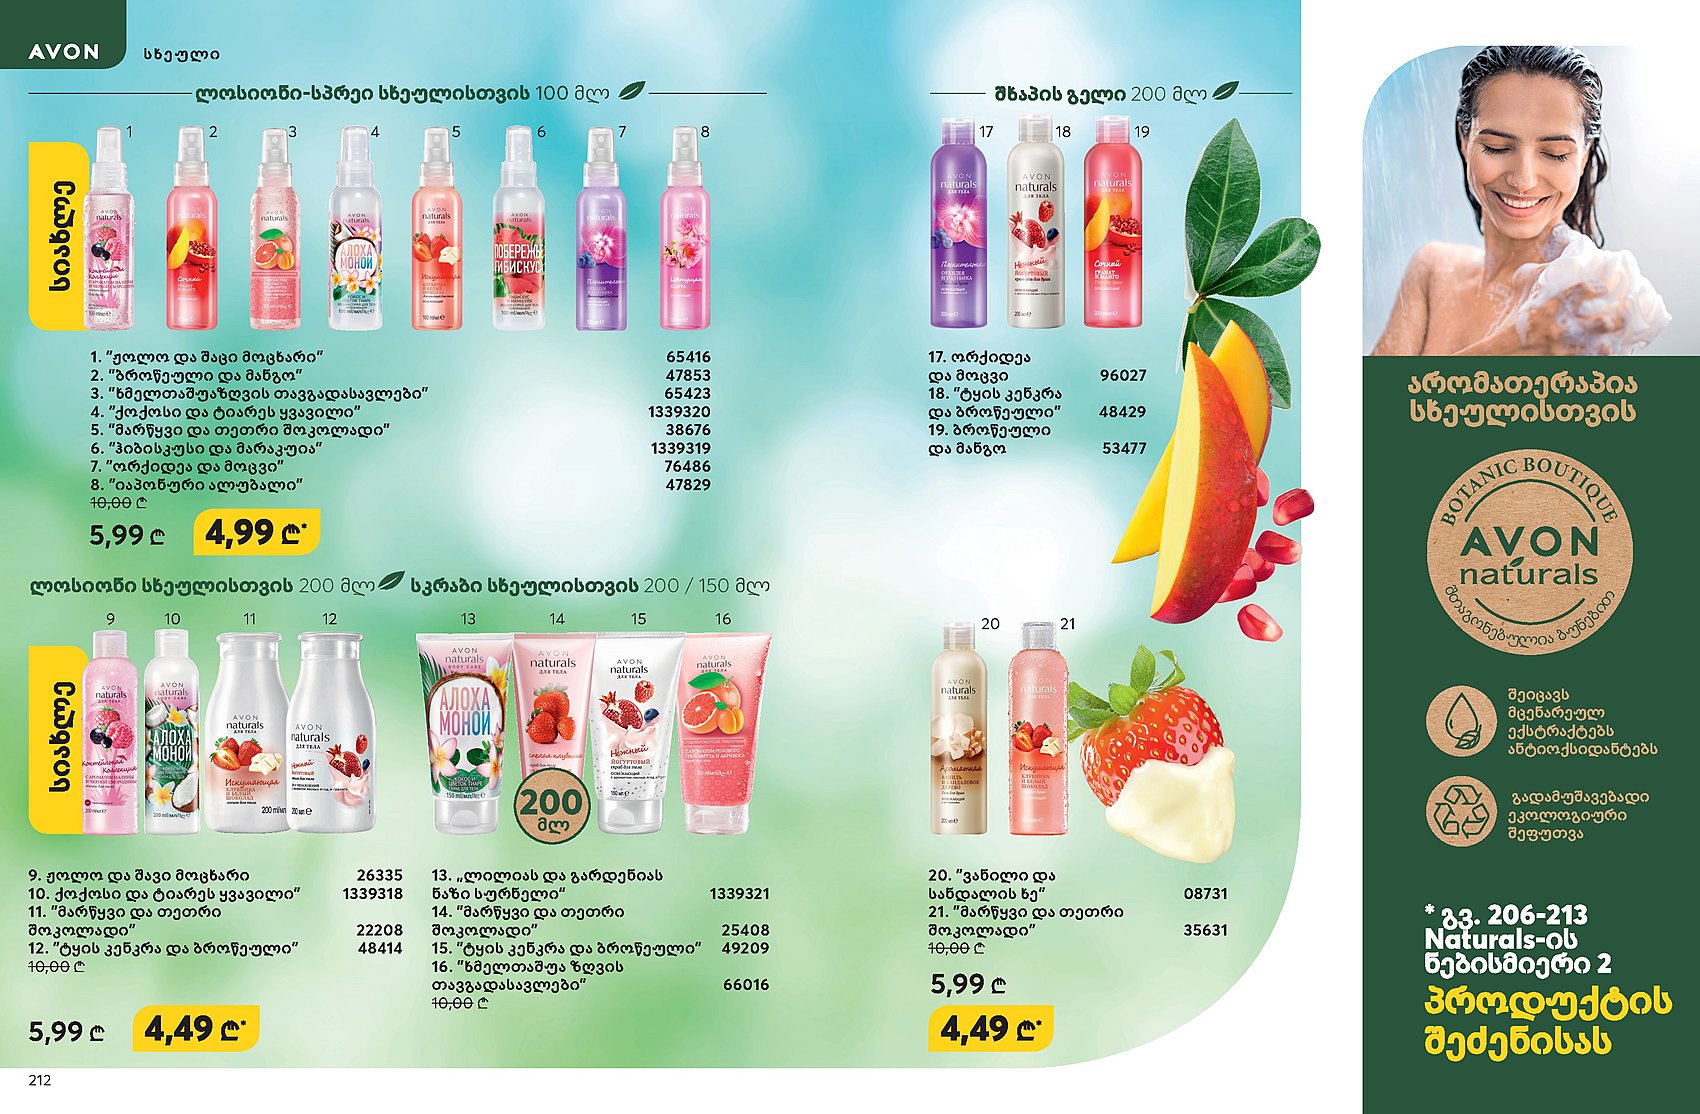 AVON
სხეული
ლოსიონი-სპრეი სხეულისთვის 100 მლ
1 2 3 4 5 6 7 8
სიახლე
1. "ჟოლო და შაცი მოცხარი" 65416
2. "ბროწეული და მანგო" 47853
3. "ხმელთაშუაზღვის თავგადასავლები" 65423
4. "ქოქოსი და ტიარეს ყვავილი" 1339320
5. "მარწყვი და თეთრი შოკოლადი" 38676
6. "ჰიბისკუსი და მარაკუია" 1339319
7. "ორქიდეა და მოცვი" 76486
8. "იაპონური ალუბალი" 47829
10,00 ₾
5,99 ₾ 4,99 ₾*
შხაპის გელი 200 მლ
17 18 19
17. ორქიდეა
და მოცვი 96027
18. "ტყის კენკრა
და ბროწეული" 48429
19. ბროწეული
და მანგო 53477
ლოსიონი სხეულისთვის 200 მლ
9 10 11 12
სიახლე
9. ჟოლო და შავი მოცხარი 26335
10. ქოქოსი და ტიარეს ყვავილი" 1339318
11. "მარწყვი და თეთრი
შოკოლადი" 22208
12. "ტყის კენკრა და ბროწეული" 48414
10,00 ₾
5,99 ₾ 4,49 ₾*
სკრაბი სხეულისთვის 200 / 150 მლ
13 14 15 16
АЛОХА
МОНОИ
200
მლ
13. „ლილიას და გარდენიას
ნაზი სურნელი“ 1339321
14. "მარწყვი და თეთრი
შოკოლადი" 25408
15. "ტყის კენკრა და ბროწეული" 49209
16. "ხმელთაშუა ზღვის
თავგადასავლები" 66016
10,00 ₾
20 21
20. "ვანილი და
სანდალის ხე" 08731
21. "მარწყვი და თეთრი
შოკოლადი" 35631
10,00 ₾
5,99 ₾
4,49 ₾*
212
არომათერაპია
სხეულისთვის
BOTANIC BOUTIQUE
AVON
naturals
შთაგონებულია ბუნებით
შეიცავს
მცენარეულ
ექსტრაქტებს
ანტიოქსიდანტებს
გადამუშავებადი
ეკოლოგიური
შეფუთვა
* გვ. 206-213
Naturals-ის
ნებისმიერი 2
პროდუქტის
შეძენისას